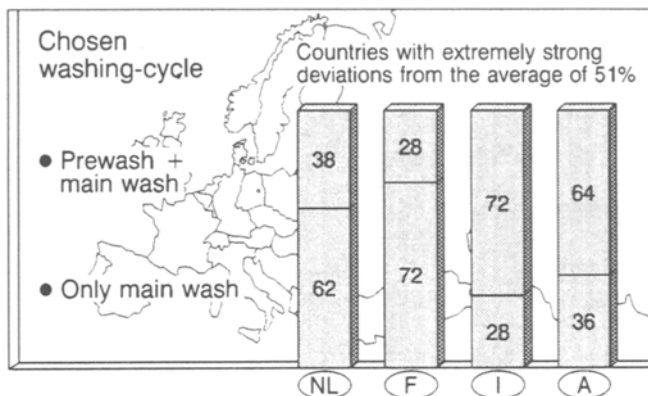 Chosen
washing-cycle
Countries with extremely strong
deviations from the average of 51%
● Prewash +
main wash
● Only main wash
38 28 72 64
62 72 28 36
NL F I A